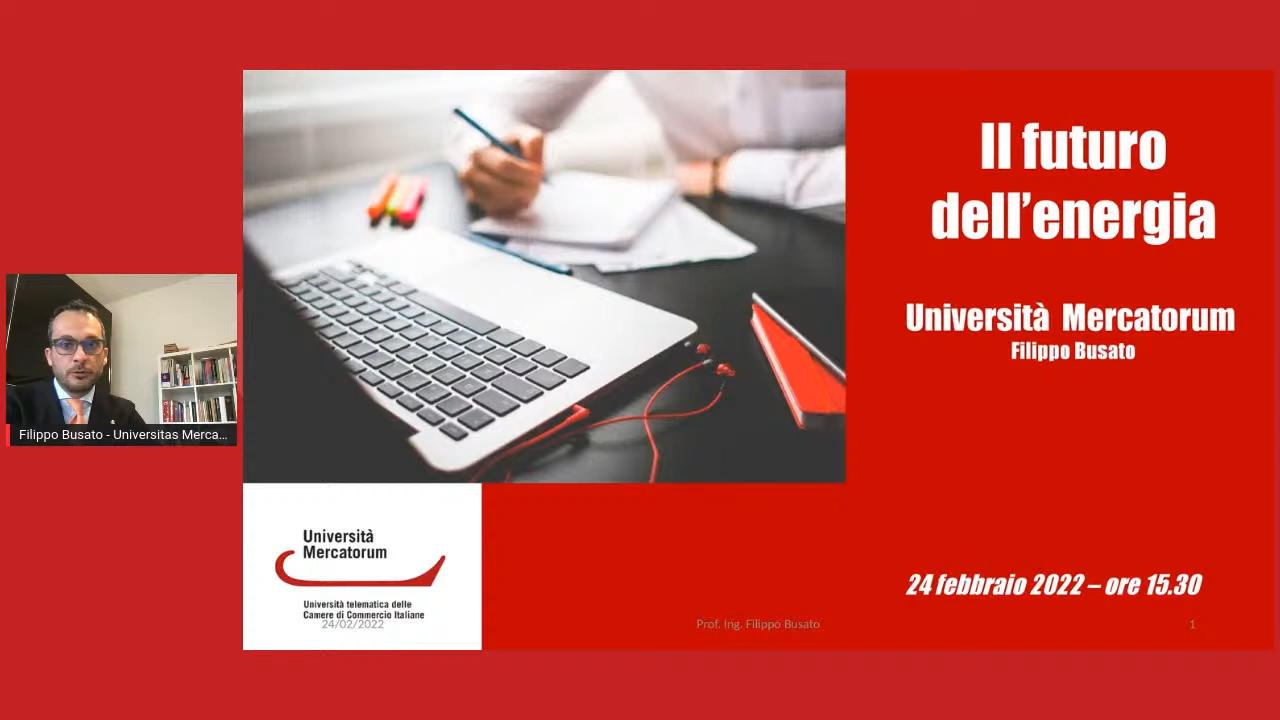 Il futuro
dell’energia
Università Mercatorum
Filippo Busato
Filippo Busato - Universitas Merca...
Università
Mercatorum
Università telematica delle
Camere di Commercio Italiane
24 febbraio 2022 – ore 15.30
24/02/2022
Prof. Ing. Filippo Busato
1